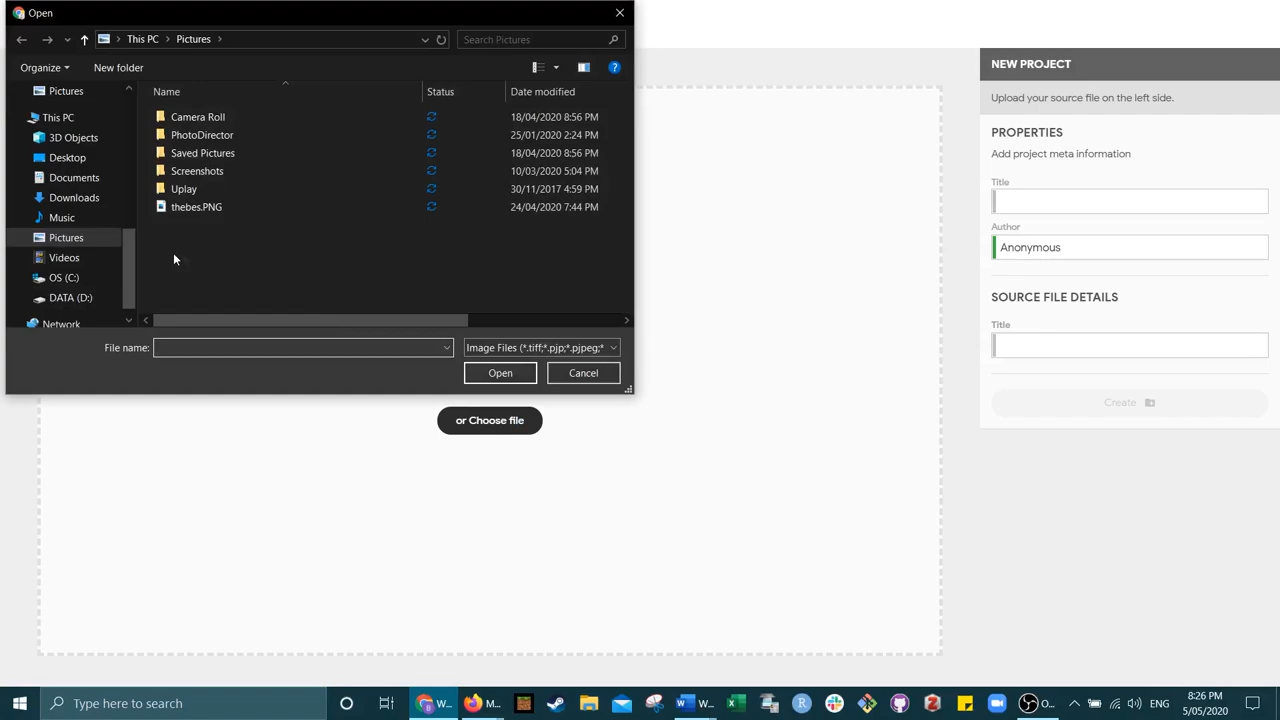 Open
This PC > Pictures >
Search Pictures
Organize
New folder
Pictures
This PC
3D Objects
Desktop
Documents
Downloads
Music
Pictures
Videos
OS (C:)
DATA (D:)
Network
Name Status Date modified
Camera Roll 18/04/2020 8:56 PM
PhotoDirector 25/01/2020 2:24 PM
Saved Pictures 18/04/2020 8:56 PM
Screenshots 10/03/2020 5:04 PM
Uplay 30/11/2017 4:59 PM
thebes.PNG 24/04/2020 7:44 PM
File name:
Image Files (*.tiff;*.pjp;*.pjpeg;*
Open
Cancel
or Choose file
NEW PROJECT
Upload your source file on the left side.
PROPERTIES
Add project meta information
Title
Author
Anonymous
SOURCE FILE DETAILS
Title
Create
Type here to search
W...
M...
W...
O...
8:26 PM
5/05/2020